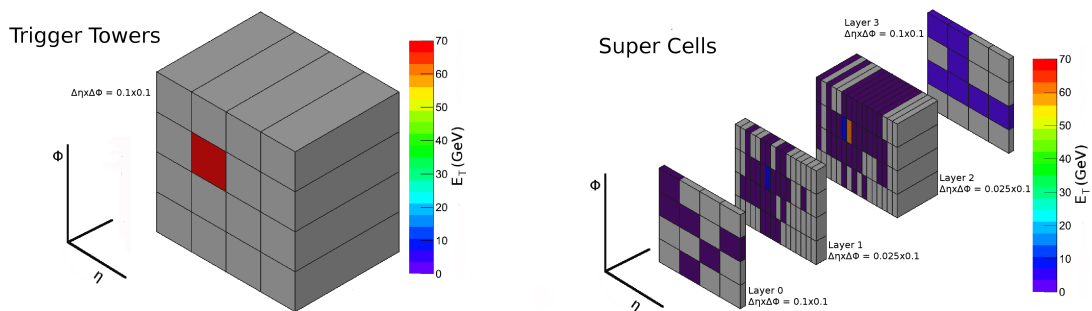 Trigger Towers
ΔηxΔΦ = 0.1x0.1
Φ
η
70
60
50
40
30
20
10
0
E_T (GeV)
Super Cells
Layer 3
ΔηxΔΦ = 0.1x0.1
Layer 2
ΔηxΔΦ = 0.025x0.1
Layer 1
ΔηxΔΦ = 0.025x0.1
Layer 0
ΔηxΔΦ = 0.1x0.1
Φ
η
70
60
50
40
30
20
10
0
E_T (GeV)